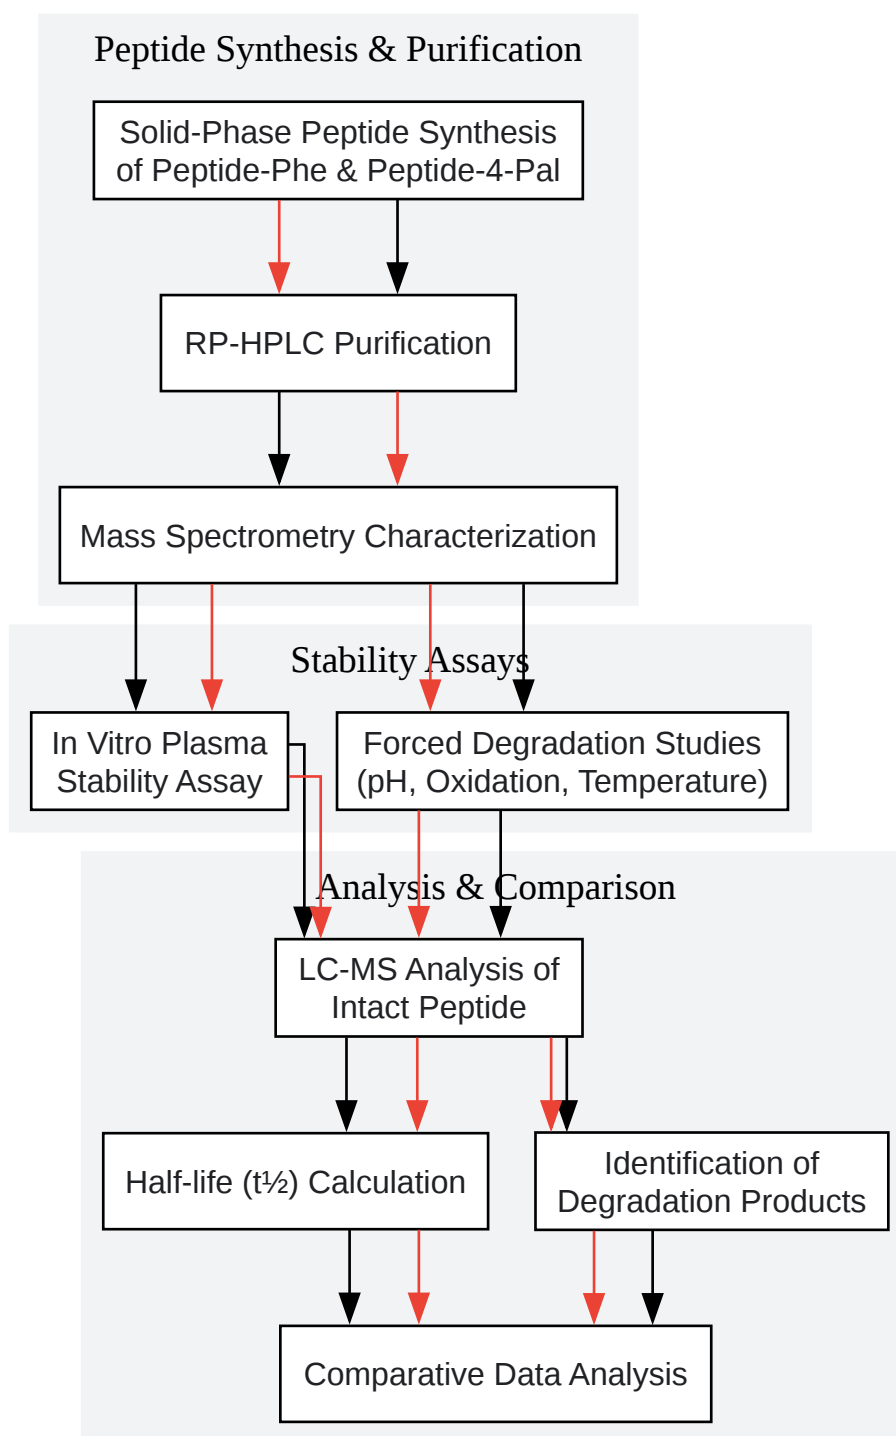 Peptide Synthesis & Purification
Solid-Phase Peptide Synthesis
of Peptide-Phe & Peptide-4-Pal
RP-HPLC Purification
Mass Spectrometry Characterization
Stability Assays
In Vitro Plasma
Stability Assay
Forced Degradation Studies
(pH, Oxidation, Temperature)
Analysis & Comparison
LC-MS Analysis of
Intact Peptide
Half-life (t½) Calculation
Identification of
Degradation Products
Comparative Data Analysis